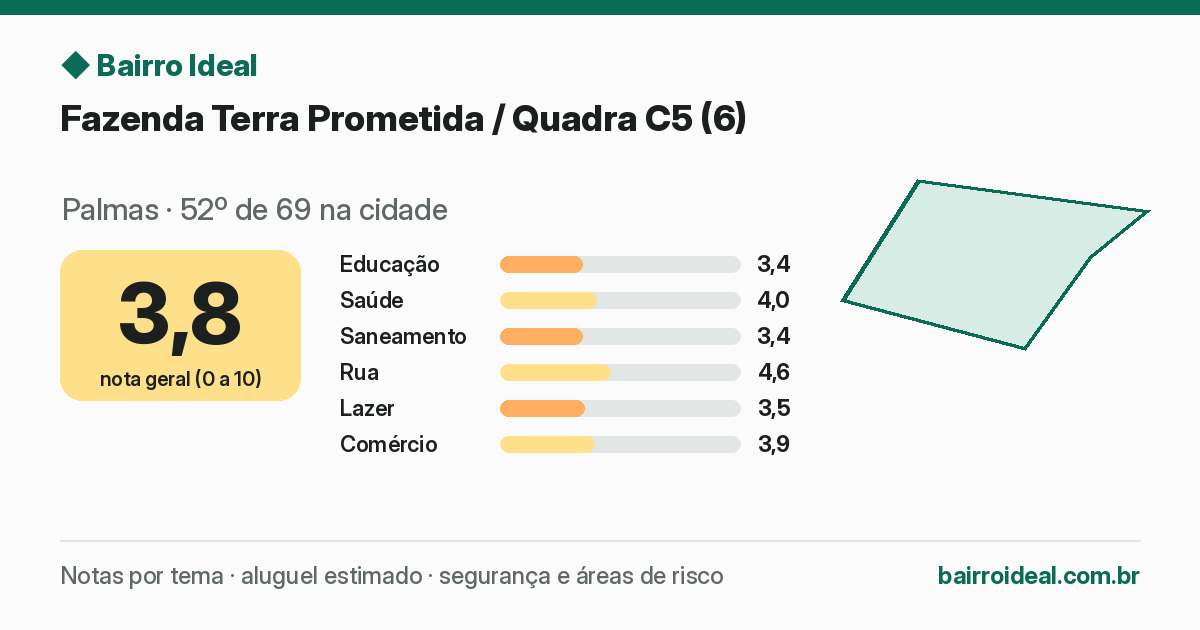 Bairro Ideal
Fazenda Terra Prometida / Quadra C5 (6)
Palmas · 52º de 69 na cidade
3,8
nota geral (0 a 10)
Educação 3,4
Saúde 4,0
Saneamento 3,4
Rua 4,6
Lazer 3,5
Comércio 3,9
Notas por tema · aluguel estimado · segurança e áreas de risco
bairroideal.com.br